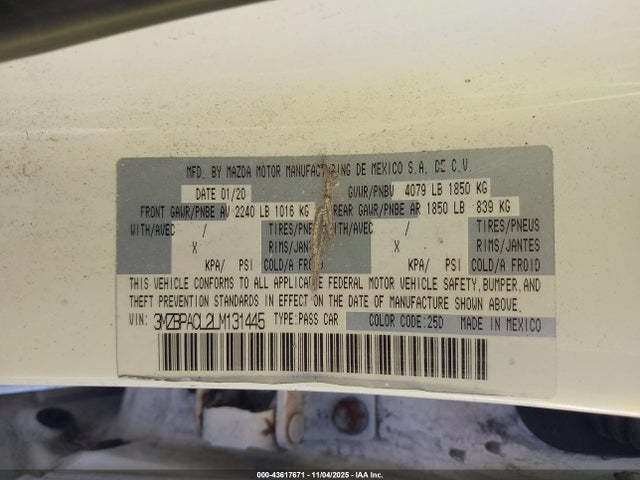 MFD. BY MAZDA MOTOR MANUFACTURING DE MEXICO S.A. DE C.V.
DATE 01/20 GVWR/PNBV 4079 LB 1850 KG
FRONT GAWR/PNBE AV 2240 LB 1016 KG REAR GAWR/PNBE AR 1850 LB 839 KG
WITH/AVEC / TIRES/PNEUS WITH/AVEC / TIRES/PNEUS
X RIMS/JANTES X RIMS/JANTES
KPA/ PSI COLD/A FROID KPA/ PSI COLD/A FROID
THIS VEHICLE CONFORMS TO ALL APPLICABLE FEDERAL MOTOR VEHICLE SAFETY, BUMPER, AND
THEFT PREVENTION STANDARDS IN EFFECT ON THE DATE OF MANUFACTURE SHOWN ABOVE.
VIN: 3MZBPACL2LM131445 TYPE:PASS CAR COLOR CODE:25D MADE IN MEXICO
000-43617671 - 11/04/2025 - IAA Inc.